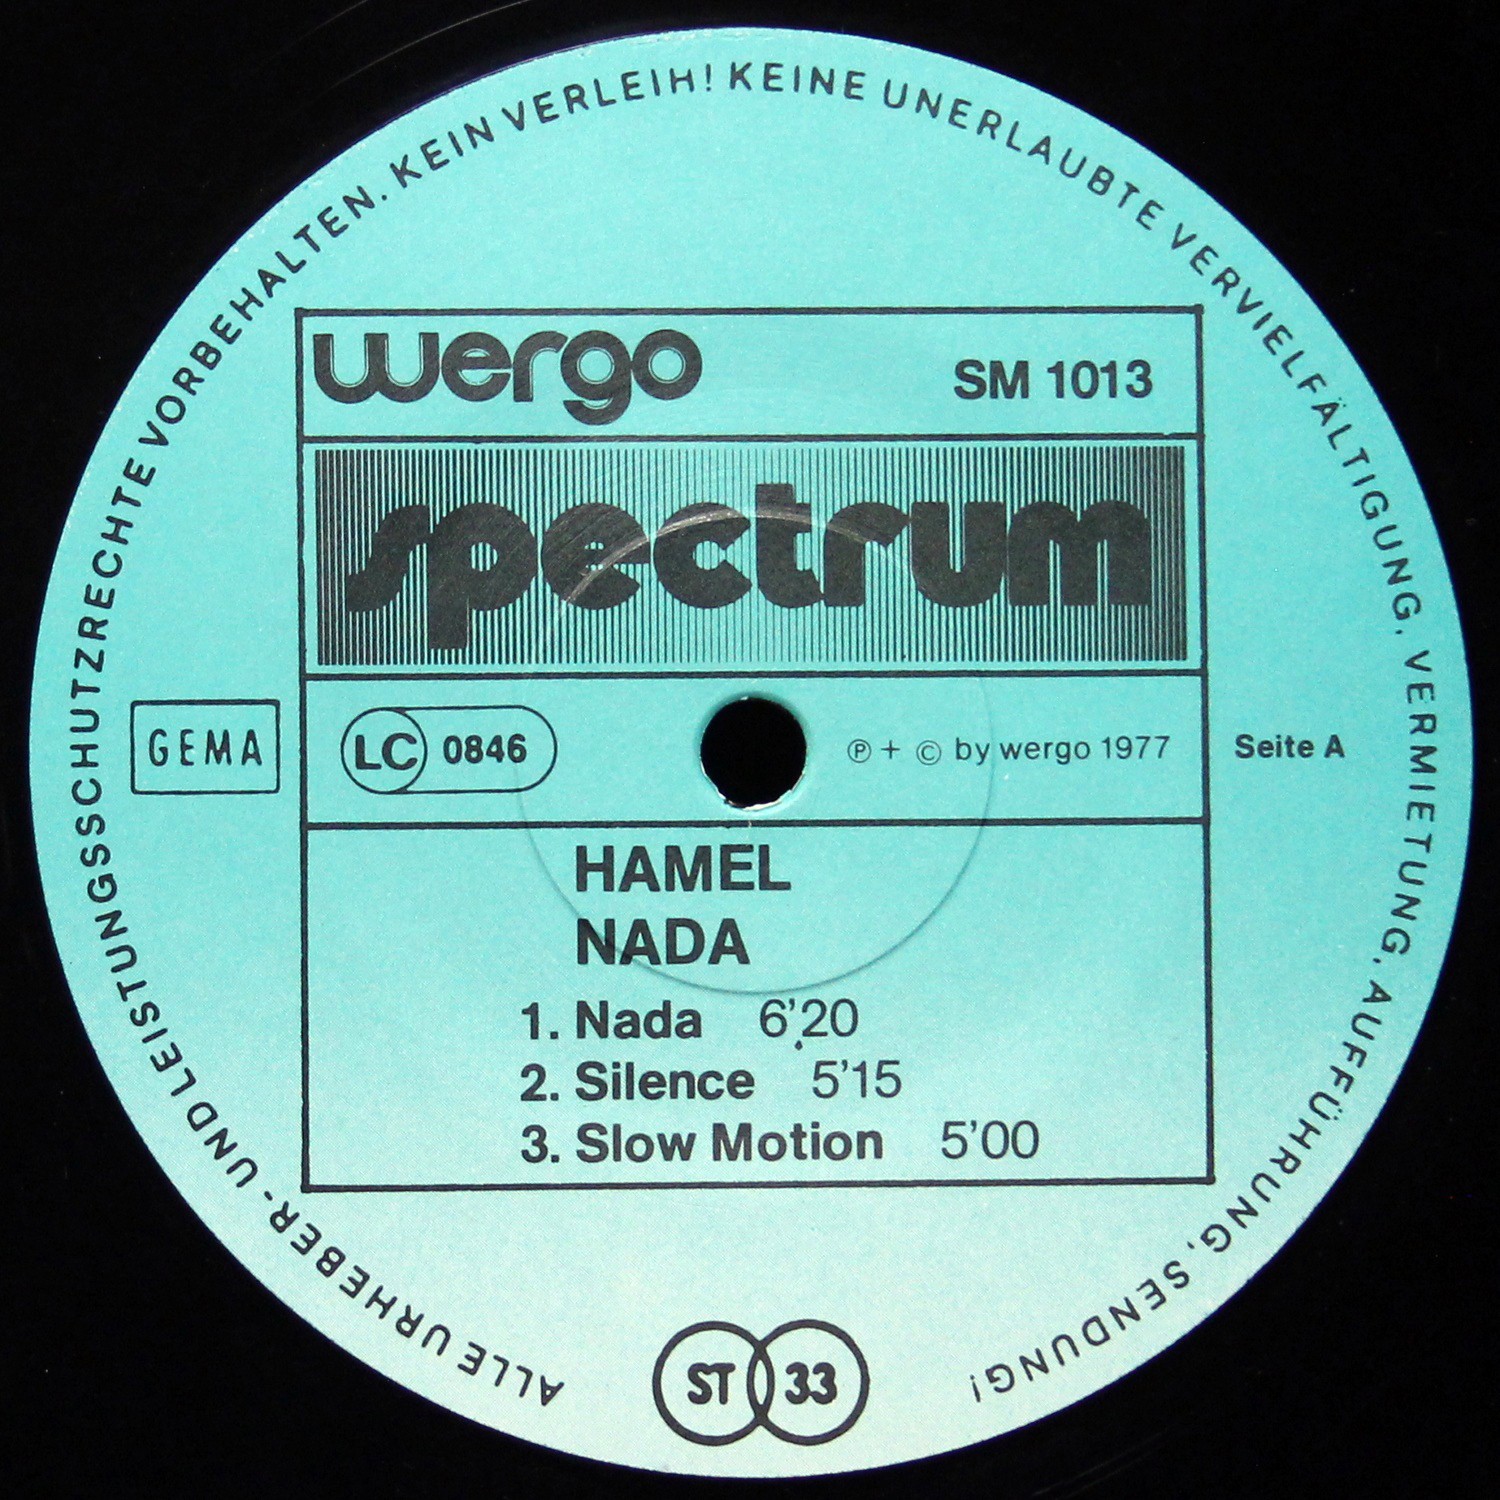 ALLE URHEBER- UND LEISTUNGSSCHUTZRECHTE VORBEHALTEN. KEIN VERLEIH! KEINE UNERLAUBTE VERVIELFÄLTIGUNG, VERMIETUNG, AUFFÜHRUNG, SENDUNG!
wergo
SM 1013
spectrum
GEMA
LC 0846
℗ + © by wergo 1977
Seite A
HAMEL
NADA
1. Nada 6'20
2. Silence 5'15
3. Slow Motion 5'00
ST 33